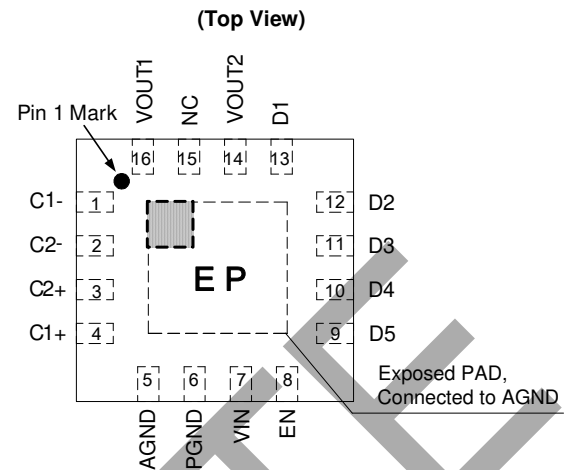 (Top View)
VOUT1
NC
VOUT2
D1
Pin 1 Mark
16
15
14
13
C1- 1
12 D2
C2- 2
11 D3
C2+ 3
10 D4
C1+ 4
9 D5
EP
5
6
7
8
AGND
PGND
VIN
EN
Exposed PAD,
Connected to AGND